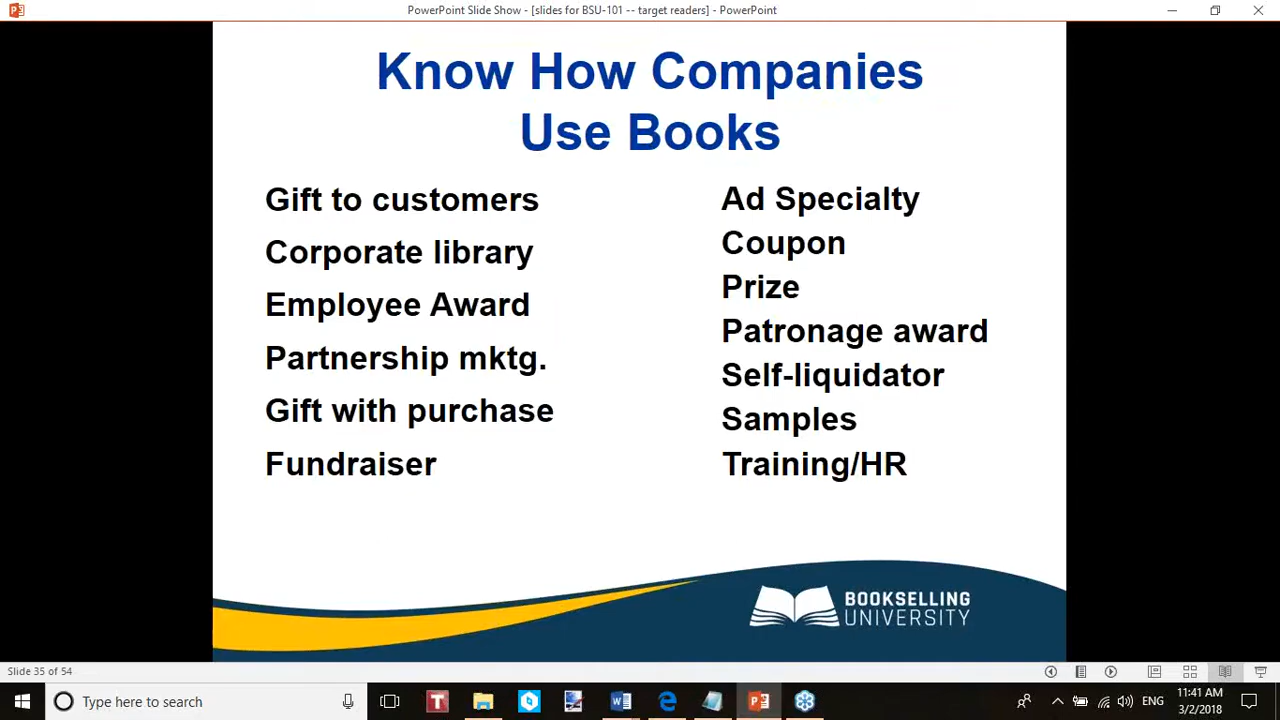 PowerPoint Slide Show - [slides for BSU-101 -- target readers] - PowerPoint
Know How Companies
Use Books
Gift to customers
Corporate library
Employee Award
Partnership mktg.
Gift with purchase
Fundraiser
Ad Specialty
Coupon
Prize
Patronage award
Self-liquidator
Samples
Training/HR
BOOKSELLING
UNIVERSITY
Slide 35 of 54
Type here to search
ENG
11:41 AM
3/2/2018